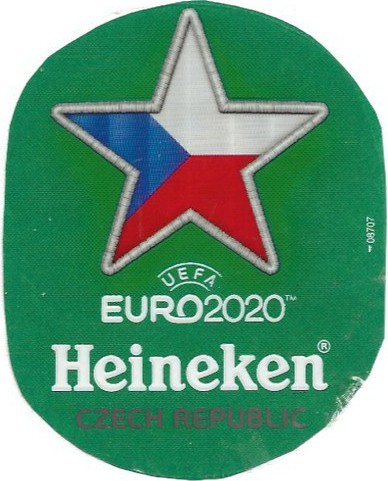 UEFA
EURO2020™
Heineken®
CZECH REPUBLIC
08707